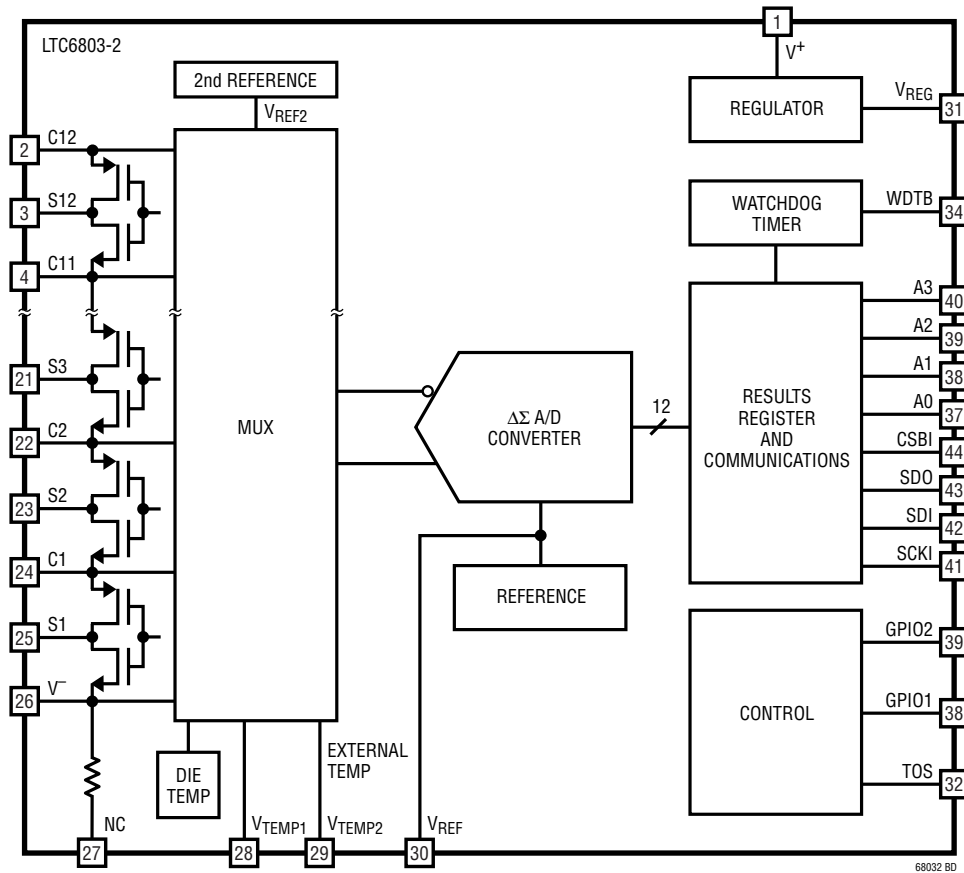 LTC6803-2
1
V+
2nd REFERENCE
VREF2
REGULATOR
VREG
31
2
C12
3
S12
4
C11
WATCHDOG
TIMER
WDTB
34
A3
40
A2
39
A1
38
A0
37
CSBI
44
SDO
43
SDI
42
SCKI
41
RESULTS
REGISTER
AND
COMMUNICATIONS
21
S3
22
C2
23
S2
24
C1
25
S1
26
V–
MUX
ΔΣ A/D
CONVERTER
12
REFERENCE
GPIO2
39
GPIO1
38
TOS
32
CONTROL
DIE
TEMP
EXTERNAL
TEMP
NC
27
VTEMP1
28
VTEMP2
29
VREF
30
68032 BD